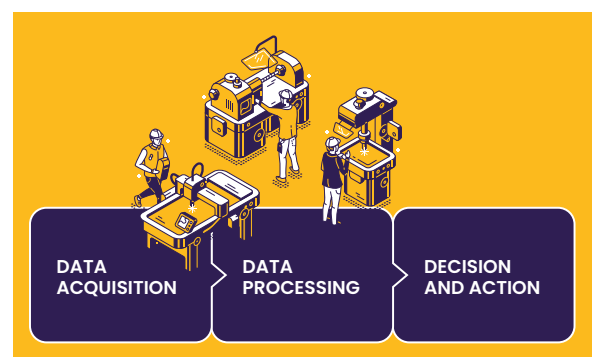 DATA
ACQUISITION
DATA
PROCESSING
DECISION
AND ACTION